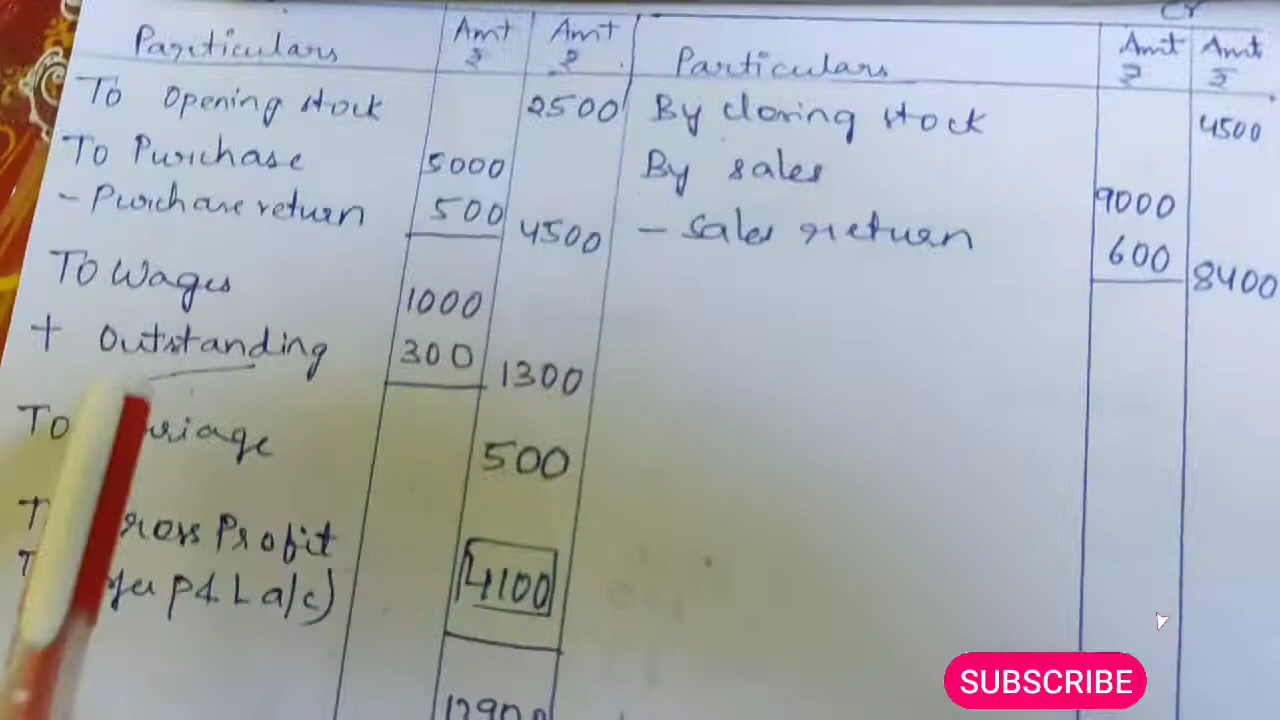 Cr
Particulars Amt ₹ Amt ₹ Particulars Amt ₹ Amt ₹
To Opening stock 2500 By closing stock 4500
To Purchase 5000 By sales 9000
- Purchase return 500 4500 - Sales return 600 8400
To Wages 1000
+ Outstanding 300 1300
To 500
Profit 4100
P & L a/c)
12900
SUBSCRIBE